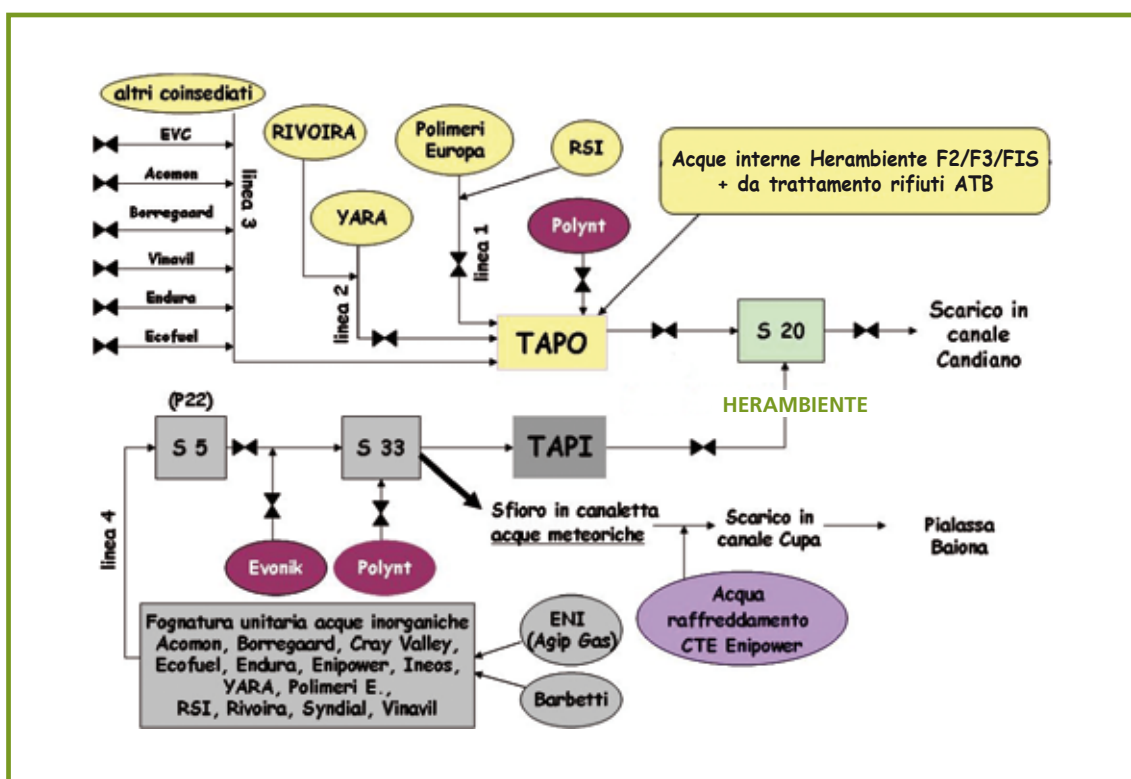 altri coinsediati
EVC
Acomon
Borregaard
Vinavil
Endura
Ecofuel
linea 3
RIVOIRA
YARA
linea 2
Polimeri
Europa
RSI
linea 1
Polynt
Acque interne Herambiente F2/F3/FIS
+ da trattamento rifiuti ATB
TAPO
S 20
Scarico in
canale
Candiano
HERAMBIENTE
(P22)
S 5
S 33
TAPI
linea 4
Evonik
Polynt
Sfioro in canaletta
acque meteoriche
Scarico in
canale Cupa
Pialassa
Baiona
Acqua
raffreddamento
CTE Enipower
Fognatura unitaria acque inorganiche
Acomon, Borregaard, Cray Valley,
Ecofuel, Endura, Enipower, Ineos,
YARA, Polimeri E.,
RSI, Rivoira, Syndial, Vinavil
ENI
(Agip Gas)
Barbetti